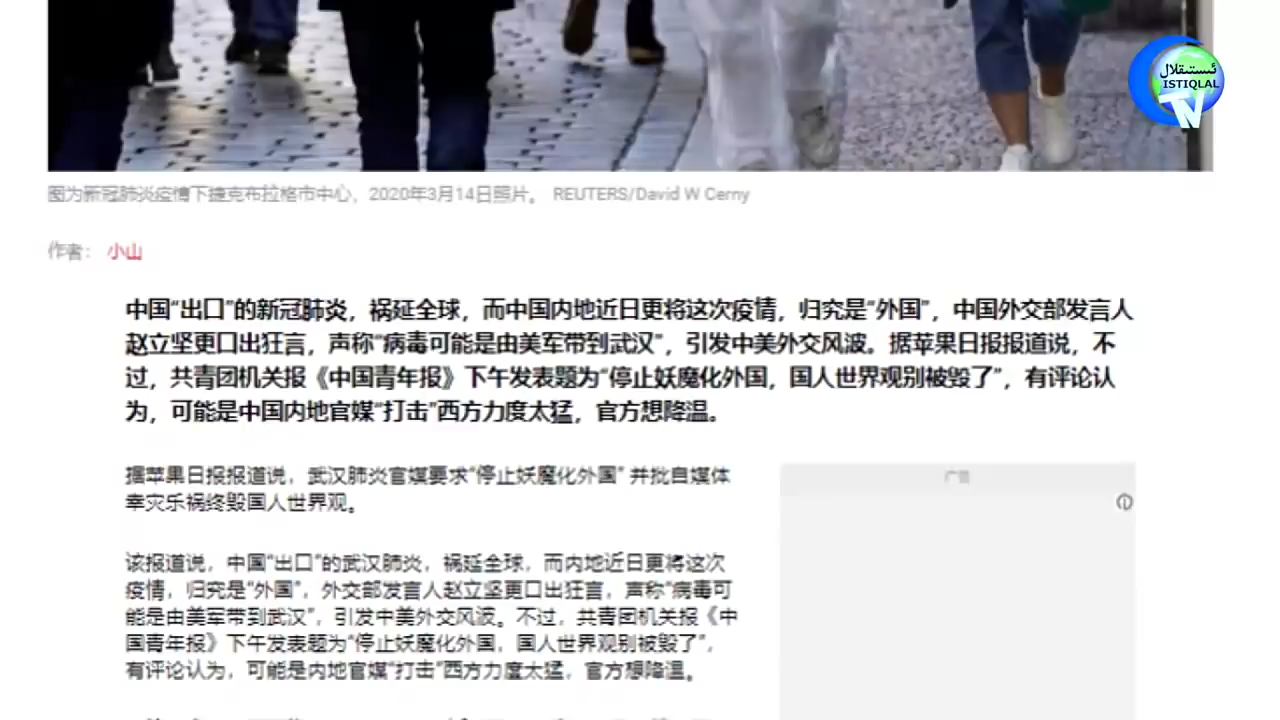 ئىستىقلال
ISTIQLAL
TV
图为新冠肺炎疫情下捷克布拉格市中心，2020年3月14日照片。 REUTERS/David W Cerny
作者： 小山
中国“出口”的新冠肺炎，祸延全球，而中国内地近日更将这次疫情，归究是“外国”，中国外交部发言人
赵立坚更口出狂言，声称“病毒可能是由美军带到武汉”，引发中美外交风波。据苹果日报报道说，不
过，共青团机关报《中国青年报》下午发表题为“停止妖魔化外国，国人世界观别被毁了”，有评论认
为，可能是中国内地官媒“打击”西方力度太猛，官方想降温。
据苹果日报报道说，武汉肺炎官媒要求“停止妖魔化外国” 并批自媒体
幸灾乐祸终毁国人世界观。
广告
该报道说，中国“出口”的武汉肺炎，祸延全球，而内地近日更将这次
疫情，归究是“外国”，外交部发言人赵立坚更口出狂言，声称“病毒可
能是由美军带到武汉”，引发中美外交风波。不过，共青团机关报《中
国青年报》下午发表题为“停止妖魔化外国，国人世界观别被毁了”，
有评论认为，可能是内地官媒“打击”西方力度太猛，官方想降温。